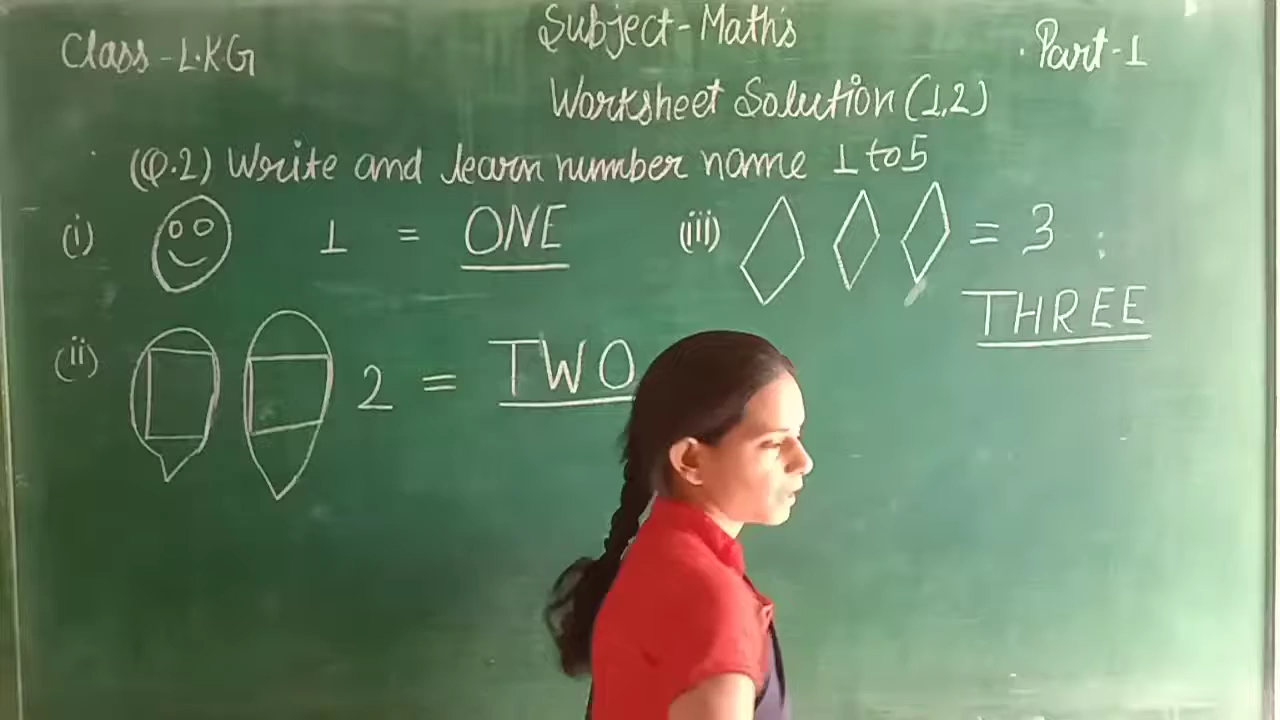 Class - L.KG
Subject - Maths
Part - 1
Worksheet Solution (1,2)
(Q.2) Write and learn number name 1 to 5
(i) 1 = ONE
(ii) 2 = TWO
(iii) = 3
THREE